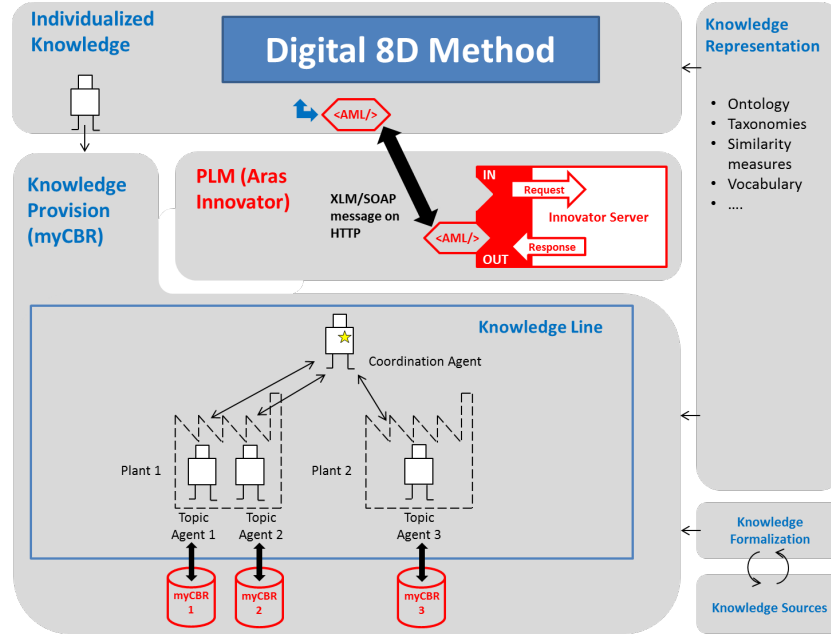 Individualized
Knowledge
Digital 8D Method
<AML/>
Knowledge
Representation
• Ontology
• Taxonomies
• Similarity
measures
• Vocabulary
• ....
Knowledge
Provision
(myCBR)
PLM (Aras
Innovator)
XLM/SOAP
message on
HTTP
<AML/>
IN
Request
Innovator Server
Response
OUT
Knowledge Line
Coordination Agent
Plant 1
Plant 2
Topic
Agent 1
Topic
Agent 2
Topic
Agent 3
myCBR
1
myCBR
2
myCBR
3
Knowledge
Formalization
Knowledge Sources